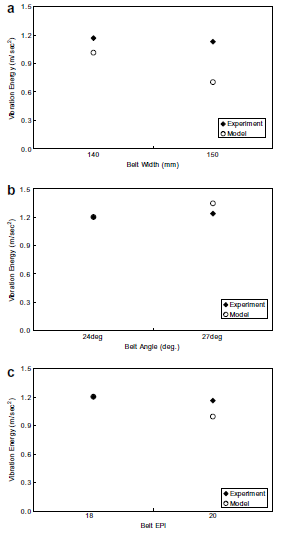 a
1.5
1.2
0.9
0.6
0.3
0.0
Vibration Energy (m/sec²)
Experiment
Model
140
150
Belt Width (mm)
b
1.5
1.2
0.9
0.6
0.3
0.0
Vibration Energy (m/sec²)
Experiment
Model
24deg
27deg
Belt Angle (deg.)
c
1.5
1.2
0.9
0.6
0.3
0.0
Vibration Energy (m/sec²)
Experiment
Model
18
20
Belt EPI